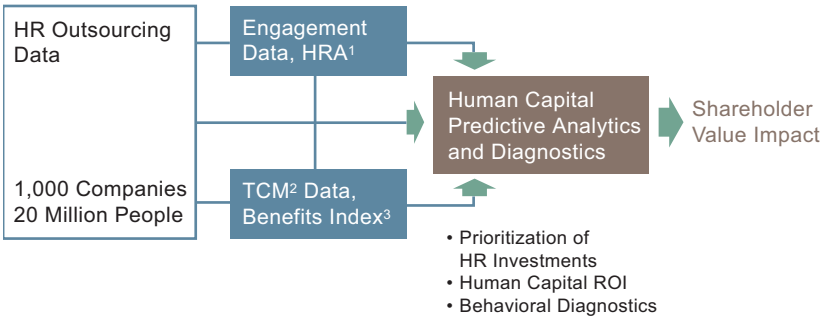 HR Outsourcing
Data
1,000 Companies
20 Million People
Engagement
Data, HRA¹
TCM² Data,
Benefits Index³
Human Capital
Predictive Analytics
and Diagnostics
Shareholder
Value Impact
• Prioritization of
HR Investments
• Human Capital ROI
• Behavioral Diagnostics